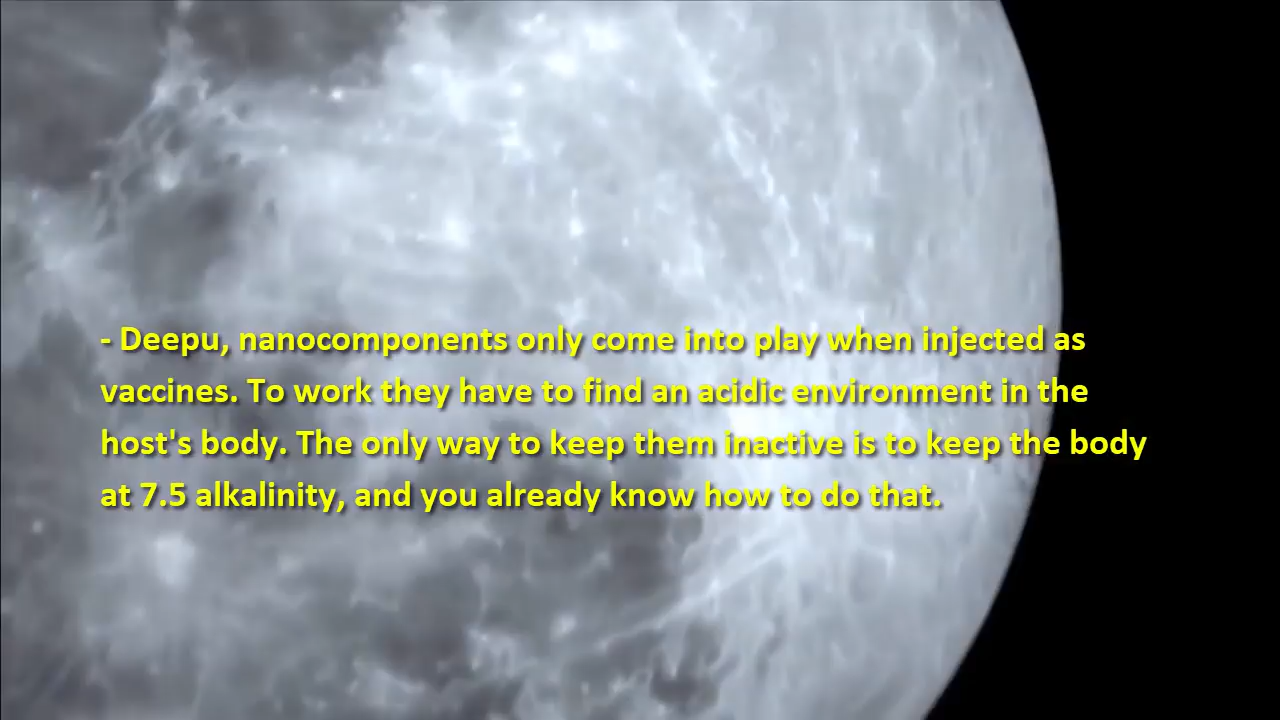 - Deepu, nanocomponents only come into play when injected as
vaccines. To work they have to find an acidic environment in the
host's body. The only way to keep them inactive is to keep the body
at 7.5 alkalinity, and you already know how to do that.